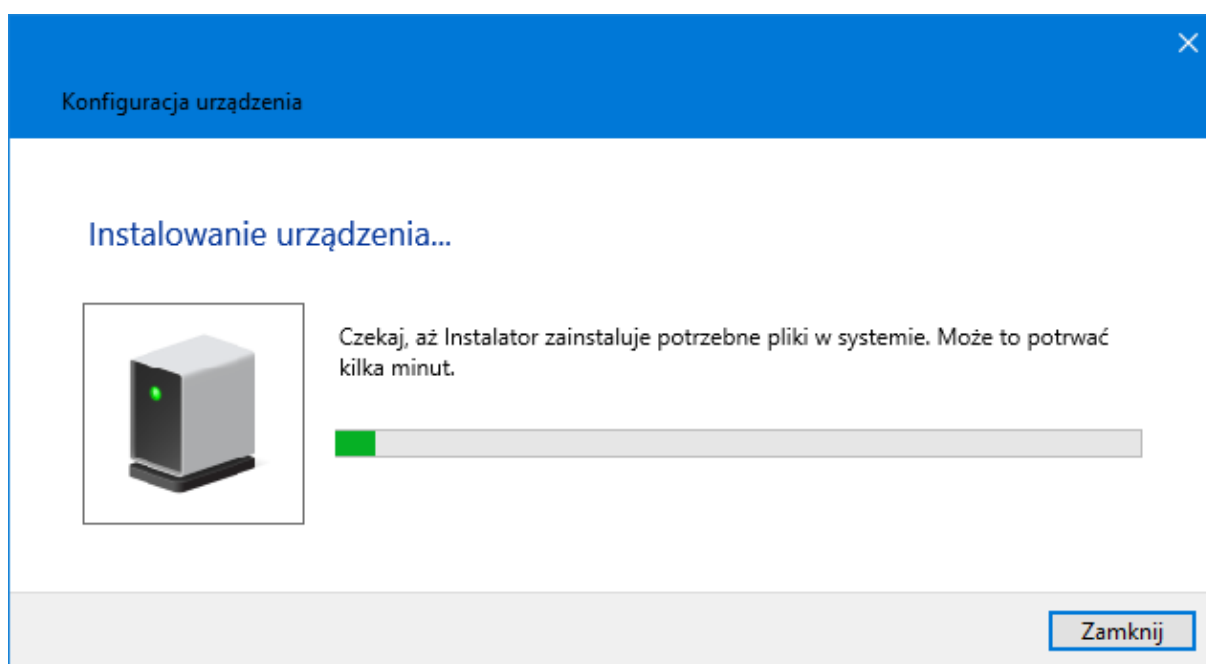 Konfiguracja urządzenia
Instalowanie urządzenia...
Czekaj, aż Instalator zainstaluje potrzebne pliki w systemie. Może to potrwać
kilka minut.
Zamknij